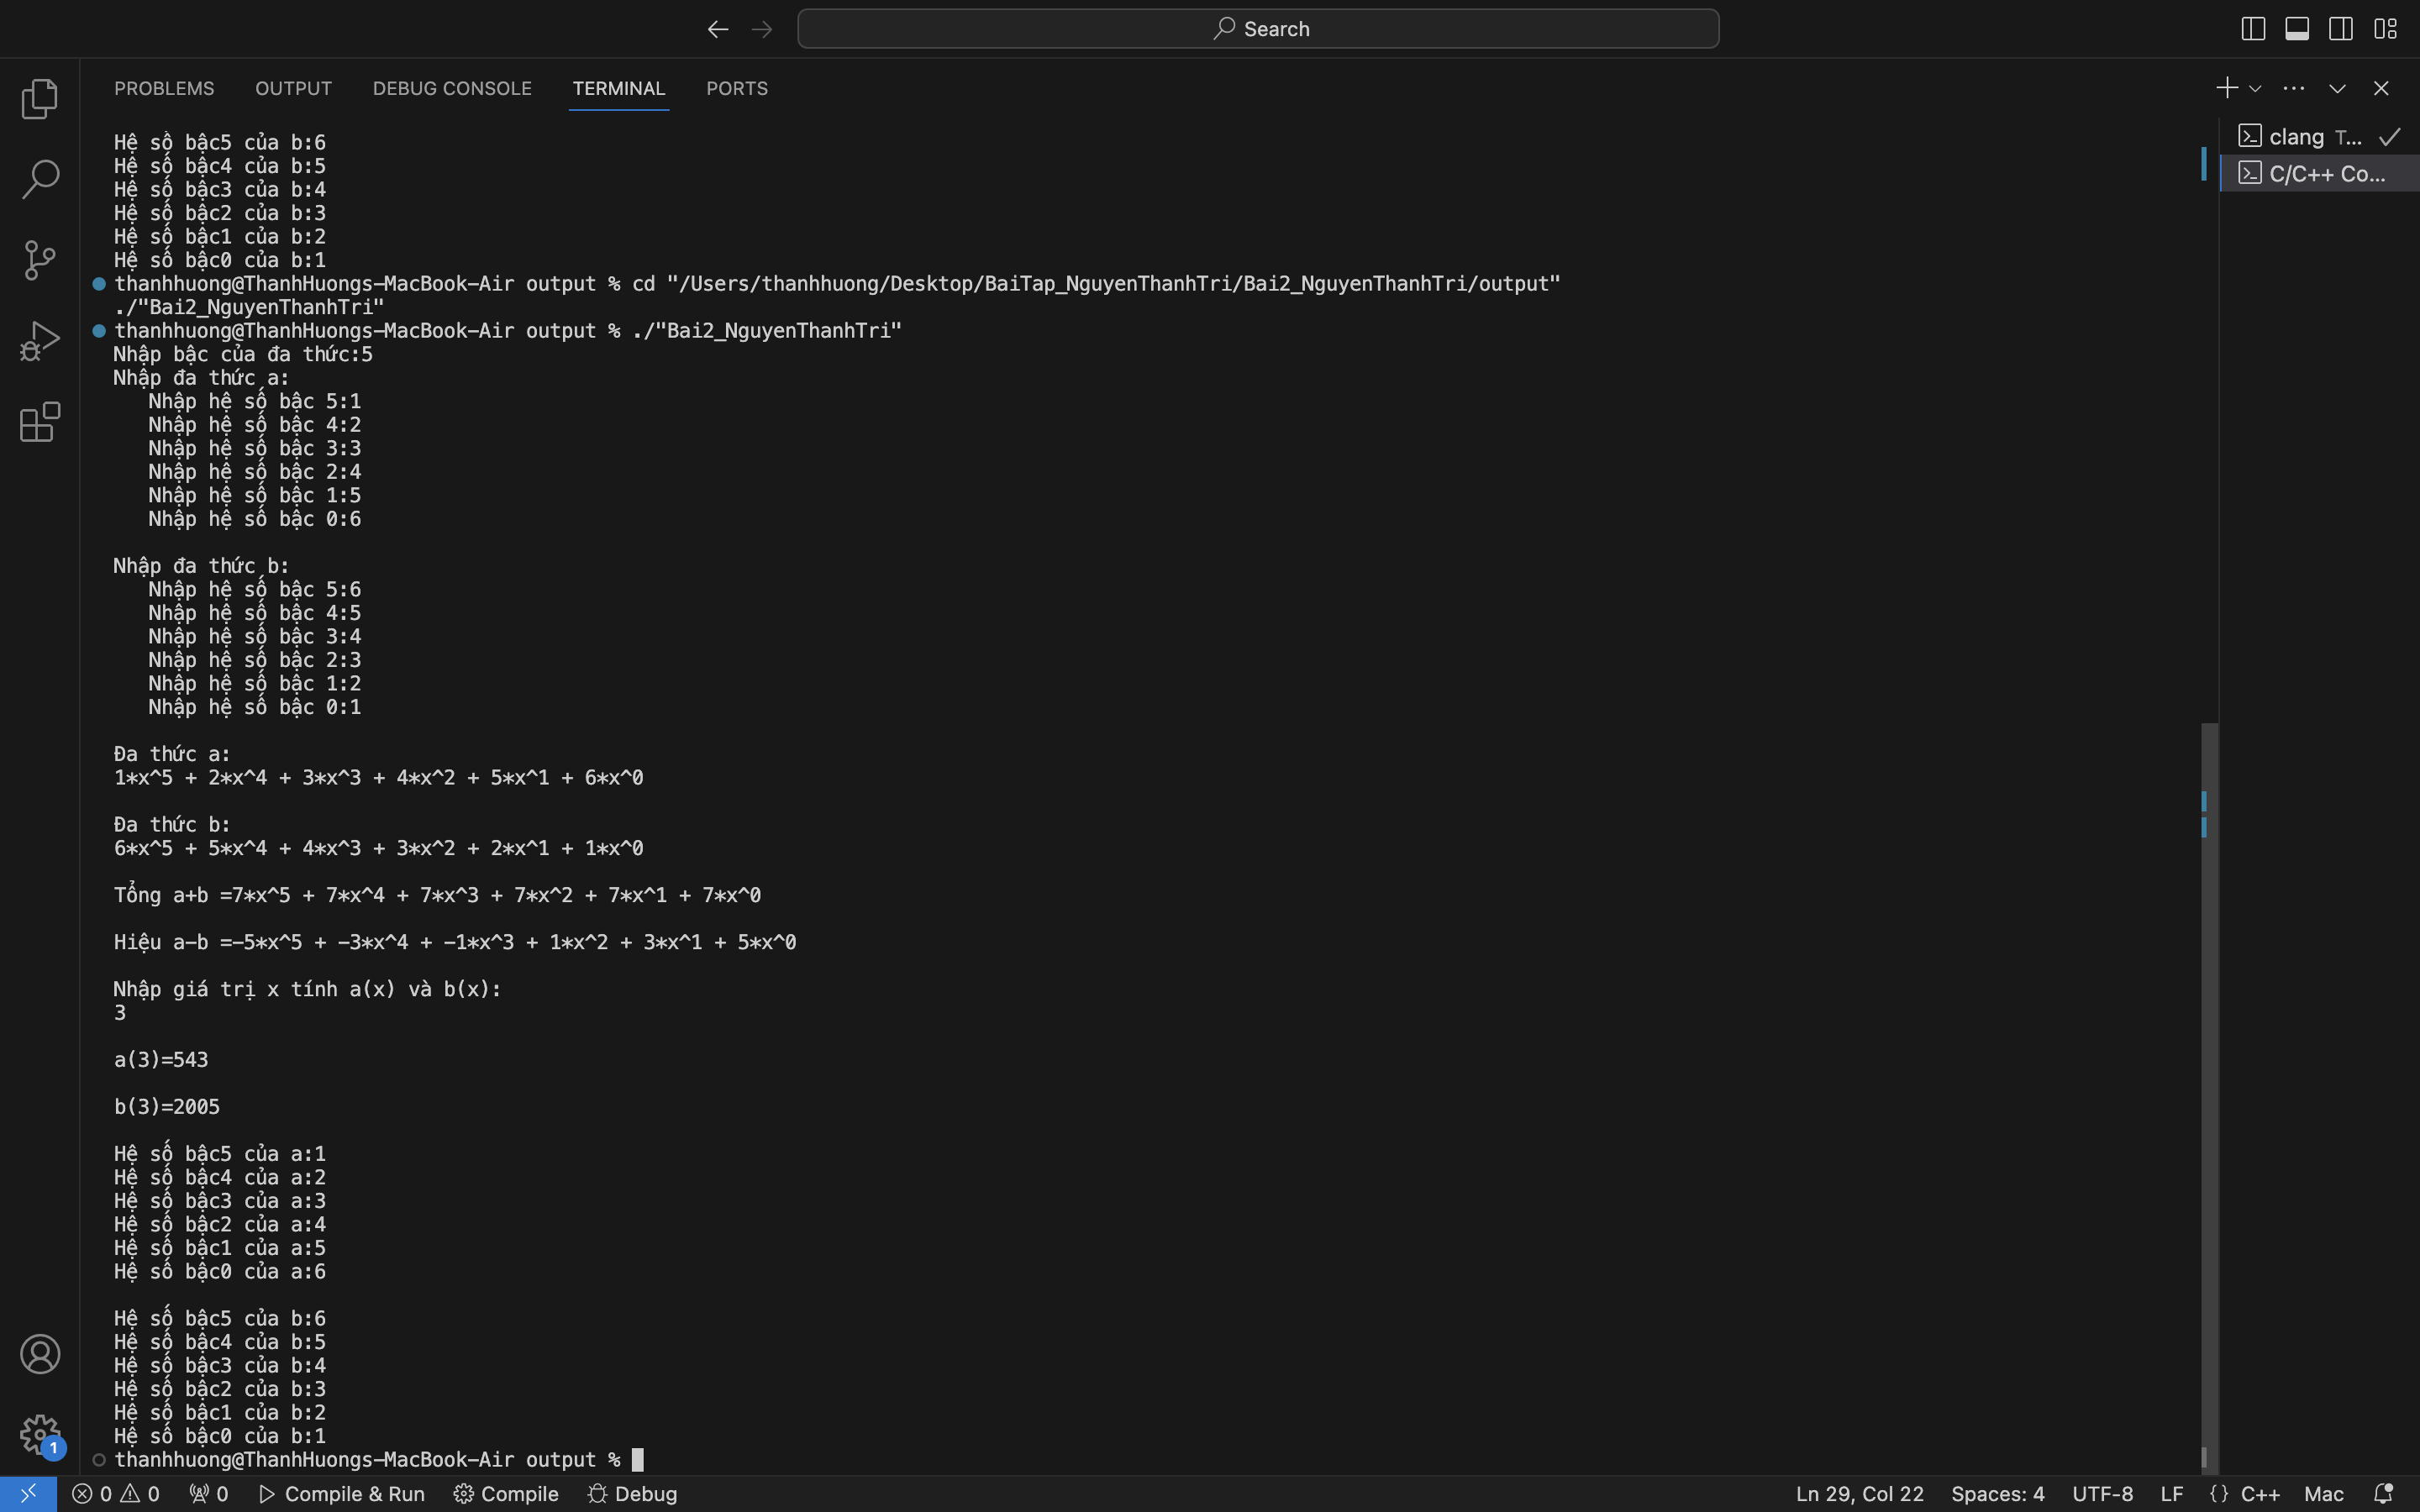 Search
PROBLEMS OUTPUT DEBUG CONSOLE TERMINAL PORTS
clang T...
C/C++ Co...
Hệ số bậc5 của b:6
Hệ số bậc4 của b:5
Hệ số bậc3 của b:4
Hệ số bậc2 của b:3
Hệ số bậc1 của b:2
Hệ số bậc0 của b:1
thanhhuong@ThanhHuongs-MacBook-Air output % cd "/Users/thanhhuong/Desktop/BaiTap_NguyenThanhTri/Bai2_NguyenThanhTri/output"
./"Bai2_NguyenThanhTri"
thanhhuong@ThanhHuongs-MacBook-Air output % ./"Bai2_NguyenThanhTri"
Nhập bậc của đa thức:5
Nhập đa thức a:
Nhập hệ số bậc 5:1
Nhập hệ số bậc 4:2
Nhập hệ số bậc 3:3
Nhập hệ số bậc 2:4
Nhập hệ số bậc 1:5
Nhập hệ số bậc 0:6
Nhập đa thức b:
Nhập hệ số bậc 5:6
Nhập hệ số bậc 4:5
Nhập hệ số bậc 3:4
Nhập hệ số bậc 2:3
Nhập hệ số bậc 1:2
Nhập hệ số bậc 0:1
Đa thức a:
1*x^5 + 2*x^4 + 3*x^3 + 4*x^2 + 5*x^1 + 6*x^0
Đa thức b:
6*x^5 + 5*x^4 + 4*x^3 + 3*x^2 + 2*x^1 + 1*x^0
Tổng a+b =7*x^5 + 7*x^4 + 7*x^3 + 7*x^2 + 7*x^1 + 7*x^0
Hiệu a-b =-5*x^5 + -3*x^4 + -1*x^3 + 1*x^2 + 3*x^1 + 5*x^0
Nhập giá trị x tính a(x) và b(x):
3
a(3)=543
b(3)=2005
Hệ số bậc5 của a:1
Hệ số bậc4 của a:2
Hệ số bậc3 của a:3
Hệ số bậc2 của a:4
Hệ số bậc1 của a:5
Hệ số bậc0 của a:6
Hệ số bậc5 của b:6
Hệ số bậc4 của b:5
Hệ số bậc3 của b:4
Hệ số bậc2 của b:3
Hệ số bậc1 của b:2
Hệ số bậc0 của b:1
thanhhuong@ThanhHuongs-MacBook-Air output %
1
0 0 0 Compile & Run Compile Debug Ln 29, Col 22 Spaces: 4 UTF-8 LF {} C++ Mac